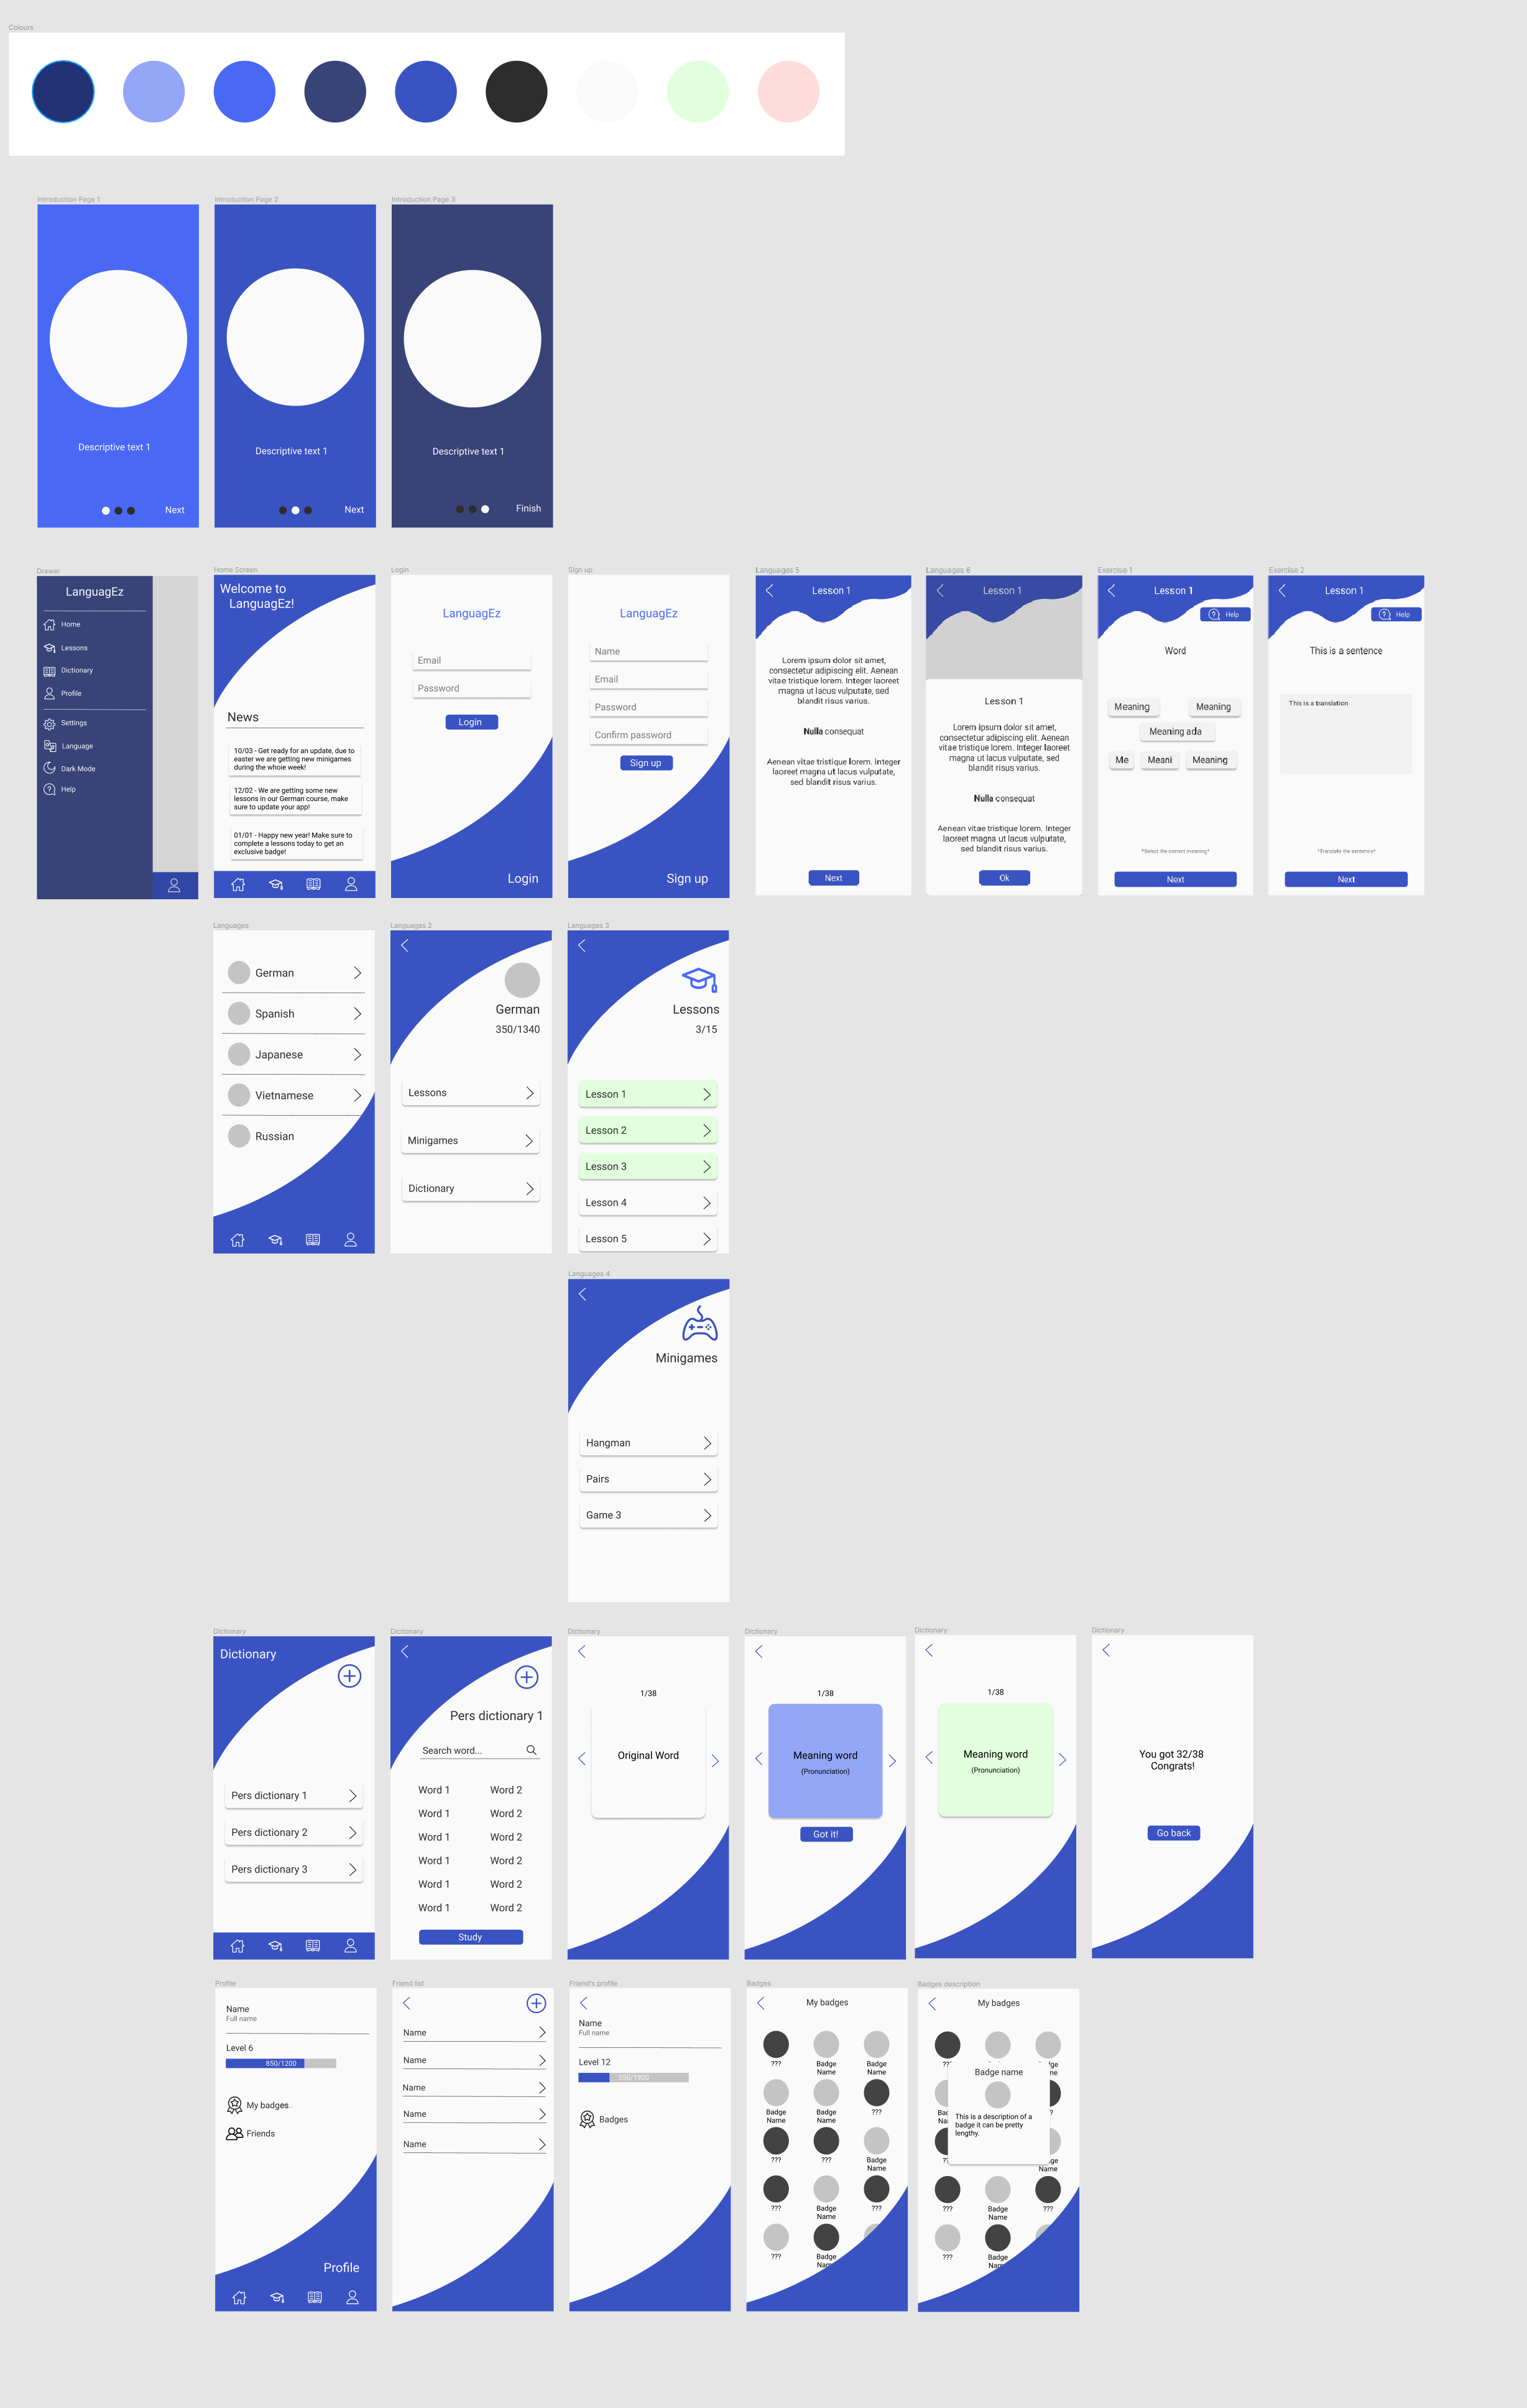 Colours
Introduction Page 1
Descriptive text 1
Next
Introduction Page 2
Descriptive text 1
Next
Introduction Page 3
Descriptive text 1
Finish
Drawer
LanguagEz
Home
Lessons
Dictionary
Profile
Settings
Language
Dark Mode
Help
Home Screen
Welcome to
LanguagEz!
News
10/03 - Get ready for an update, due to
easter we are getting new minigames
during the whole week!
12/02 - We are getting some new
lessons in our German course, make
sure to update your app!
01/01 - Happy new year! Make sure to
complete a lessons today to get an
exclusive badge!
Login
LanguagEz
Email
Password
Login
Login
Sign up
LanguagEz
Name
Email
Password
Confirm password
Sign up
Sign up
Languages 5
Lesson 1
Lorem ipsum dolor sit amet,
consectetur adipiscing elit. Aenean
vitae tristique lorem. Integer laoreet
magna ut lacus vulputate, sed
blandit risus varius.
Nulla consequat
Aenean vitae tristique lorem. Integer
laoreet magna ut lacus vulputate,
sed blandit risus varius.
Next
Languages 6
Lesson 1
Lesson 1
Lorem ipsum dolor sit amet,
consectetur adipiscing elit. Aenean
vitae tristique lorem. Integer laoreet
magna ut lacus vulputate, sed
blandit risus varius.
Nulla consequat
Aenean vitae tristique lorem. Integer
laoreet magna ut lacus vulputate,
sed blandit risus varius.
Ok
Exercise 1
Lesson 1
Help
Word
Meaning
Meaning
Meaning ada
Me
Meani
Meaning
*Select the correct meaning*
Next
Exercise 2
Lesson 1
Help
This is a sentence
This is a translation
*Translate the sentence*
Next
Languages
German
Spanish
Japanese
Vietnamese
Russian
Languages 2
German
350/1340
Lessons
Minigames
Dictionary
Languages 3
Lessons
3/15
Lesson 1
Lesson 2
Lesson 3
Lesson 4
Lesson 5
Languages 4
Minigames
Hangman
Pairs
Game 3
Dictionary
Dictionary
Pers dictionary 1
Pers dictionary 2
Pers dictionary 3
Dictionary
Pers dictionary 1
Search word...
Word 1 Word 2
Word 1 Word 2
Word 1 Word 2
Word 1 Word 2
Word 1 Word 2
Word 1 Word 2
Study
Dictionary
1/38
Original Word
Dictionary
1/38
Meaning word
(Pronunciation)
Got it!
Dictionary
1/38
Meaning word
(Pronunciation)
Dictionary
You got 32/38
Congrats!
Go back
Profile
Name
Full name
Level 6
850/1200
My badges
Friends
Profile
Friend list
Name
Name
Name
Name
Name
Friend's profile
Name
Full name
Level 12
350/1900
Badges
Badges
My badges
??? Badge Badge
Name Name
Badge Badge ???
Name Name
??? ??? Badge
Name
??? Badge ???
Name
??? Badge
Name
Badges description
My badges
Badge name
This is a description of a
badge it can be pretty
lengthy.
??? Badge ???
Name
??? Badge
Name